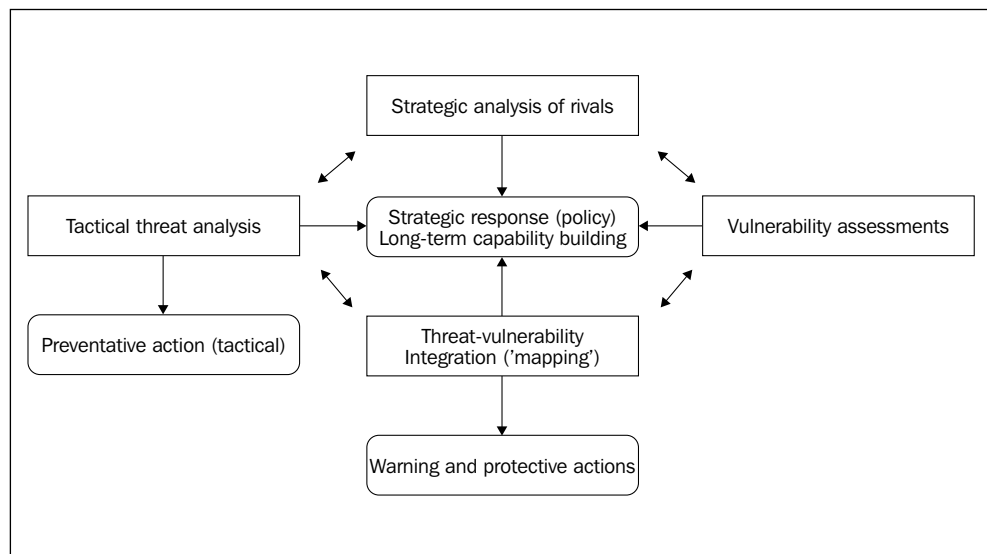 Strategic analysis of rivals
Tactical threat analysis
Strategic response (policy)
Long-term capability building
Vulnerability assessments
Preventative action (tactical)
Threat-vulnerability
Integration ('mapping')
Warning and protective actions